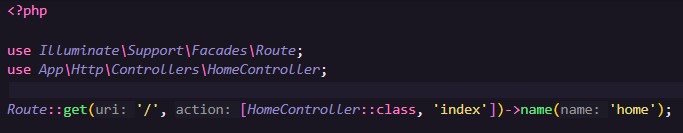 <?php
use Illuminate\Support\Facades\Route;
use App\Http\Controllers\HomeController;
Route::get(uri: '/', action: [HomeController::class, 'index'])->name(name: 'home');